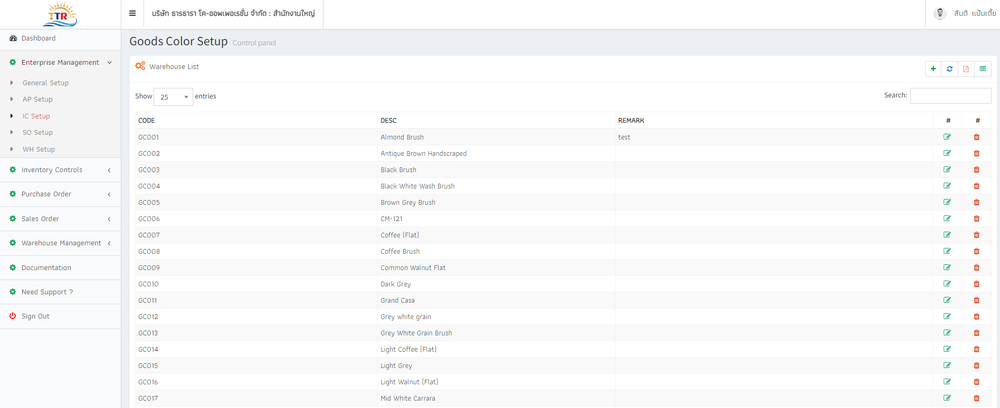 TTR
บริษัท ธารธารา โค-ออพเพอเรชั่น จำกัด : สำนักงานใหญ่
สันติ แป้นเตี้ย
Dashboard
Enterprise Management
General Setup
AP Setup
IC Setup
SO Setup
WH Setup
Inventory Controls
Purchase Order
Sales Order
Warehouse Management
Documentation
Need Support ?
Sign Out
Goods Color Setup Control panel
Warehouse List
Show 25 entries
Search:
CODE DESC REMARK # #
GC001 Almond Brush test
GC002 Antique Brown Handscraped
GC003 Black Brush
GC004 Black White Wash Brush
GC005 Brown Grey Brush
GC006 CM-121
GC007 Coffee (Flat)
GC008 Coffee Brush
GC009 Common Walnut Flat
GC010 Dark Grey
GC011 Grand Casa
GC012 Grey white grain
GC013 Grey White Grain Brush
GC014 Light Coffee (Flat)
GC015 Light Grey
GC016 Light Walnut (Flat)
GC017 Mid White Carrara